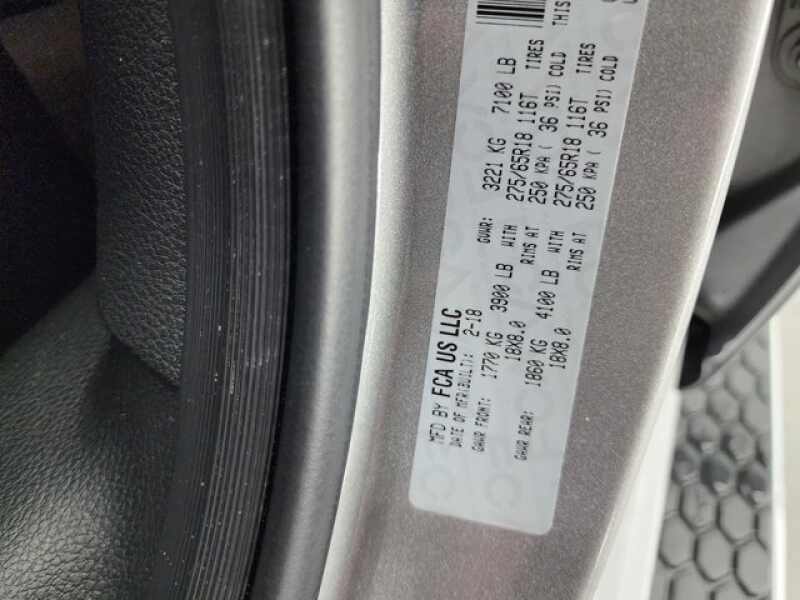 MFD BY FCA US LLC
DATE OF MFR(BUILT): 2-18 GVWR: 3221 KG 7100 LB
GAWR FRONT: 1770 KG 3900 LB WITH 275/65R18 116T TIRES
18X8.0 RIMS AT 250 KPA ( 36 PSI) COLD
GAWR REAR: 1860 KG 4100 LB WITH 275/65R18 116T TIRES
18X8.0 RIMS AT 250 KPA ( 36 PSI) COLD
THIS